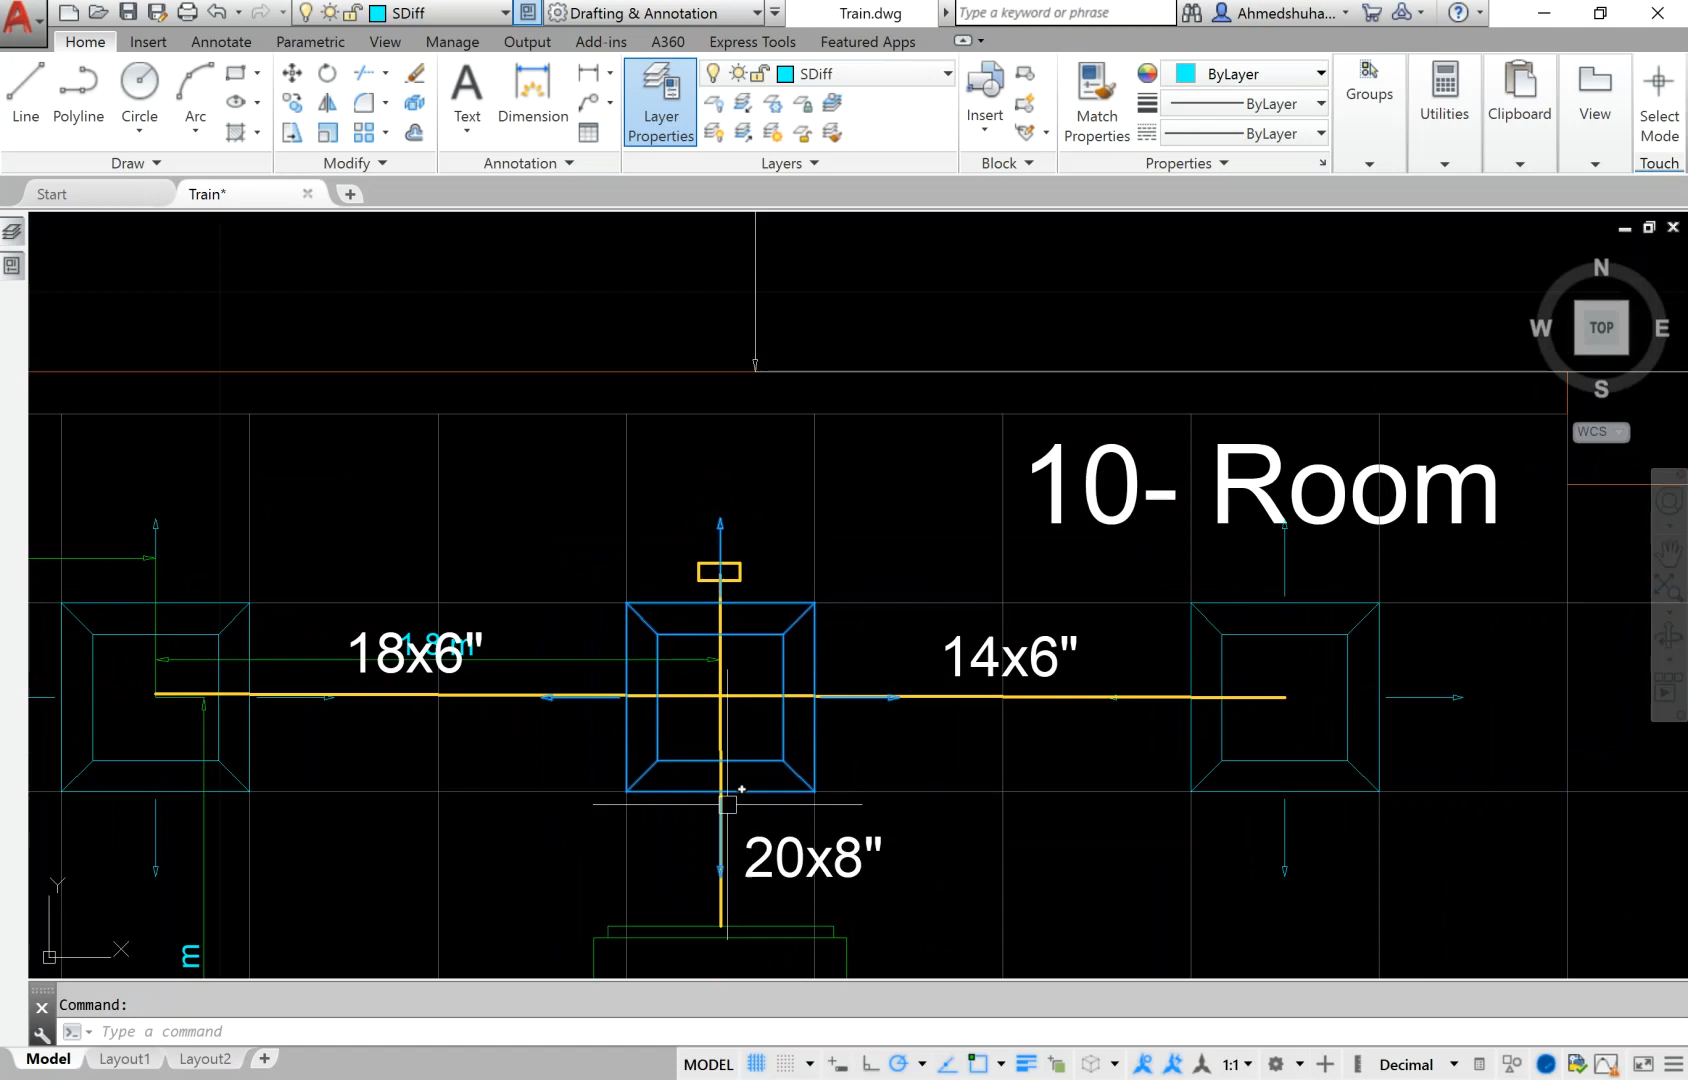 SDiff Drafting & Annotation Train.dwg Type a keyword or phrase Ahmedshuha...
Home Insert Annotate Parametric View Manage Output Add-ins A360 Express Tools Featured Apps
SDiff ByLayer
ByLayer
ByLayer
Line Polyline Circle Arc Text Dimension Layer Properties Insert Match Properties Groups Utilities Clipboard View Select Mode
Draw Modify Annotation Layers Block Properties Touch
Start Train*
N
W TOP E
S
WCS
10- Room
1.8 m
18x6"
14x6"
20x8"
m
Y
X
Command:
Type a command
Model Layout1 Layout2
MODEL 1:1 Decimal